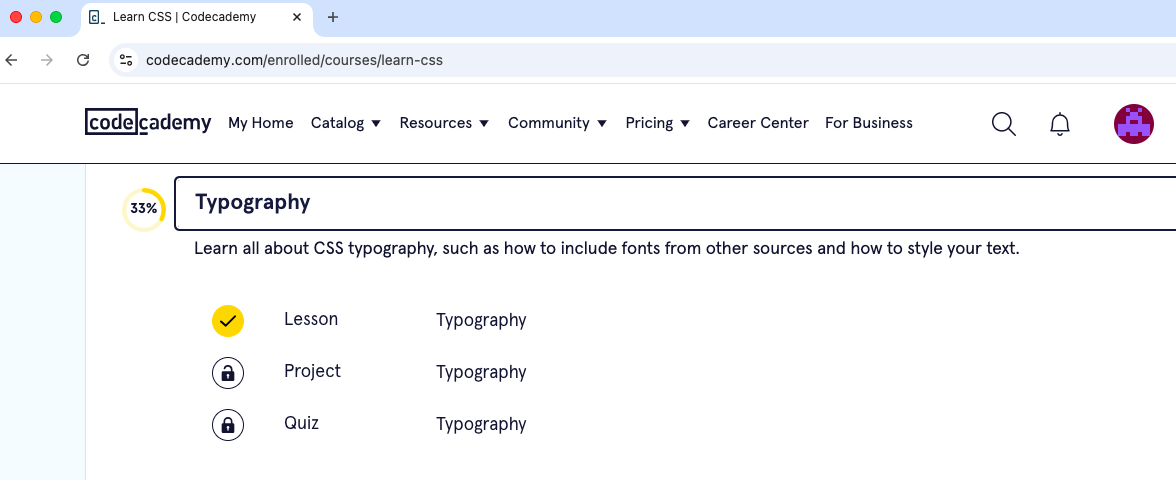 Learn CSS | Codecademy
codecademy.com/enrolled/courses/learn-css
codecademy My Home Catalog Resources Community Pricing Career Center For Business
33% Typography
Learn all about CSS typography, such as how to include fonts from other sources and how to style your text.
Lesson Typography
Project Typography
Quiz Typography